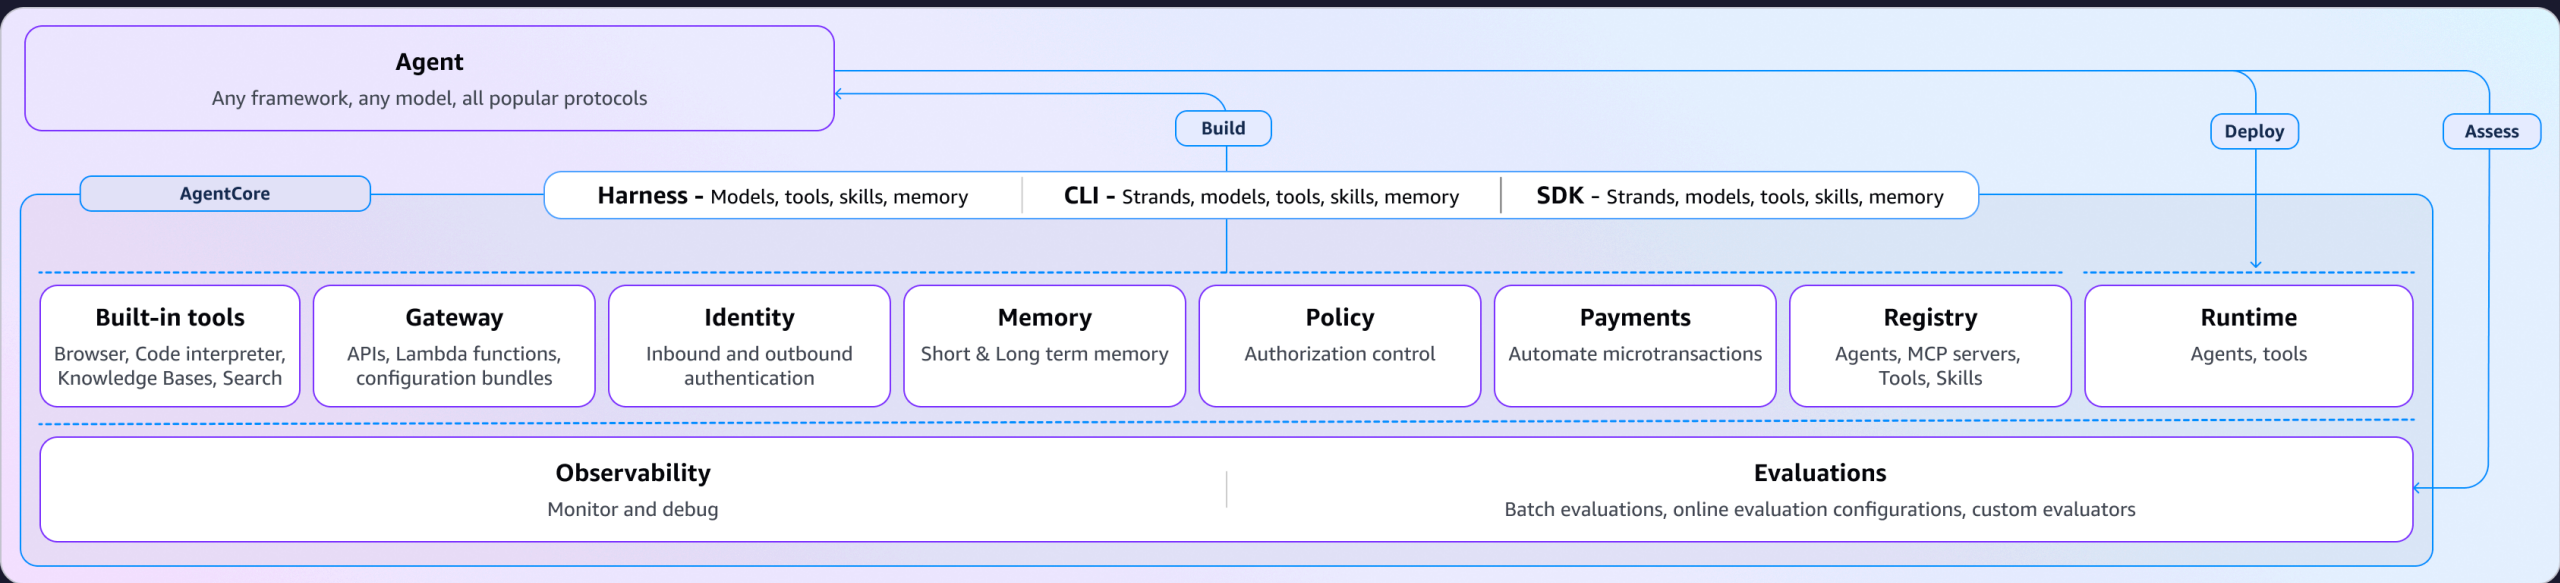 Agent
Any framework, any model, all popular protocols
Build
Deploy
Assess
AgentCore
Harness - Models, tools, skills, memory
CLI - Strands, models, tools, skills, memory
SDK - Strands, models, tools, skills, memory
Built-in tools
Browser, Code interpreter,
Knowledge Bases, Search
Gateway
APIs, Lambda functions,
configuration bundles
Identity
Inbound and outbound
authentication
Memory
Short & Long term memory
Policy
Authorization control
Payments
Automate microtransactions
Registry
Agents, MCP servers,
Tools, Skills
Runtime
Agents, tools
Observability
Monitor and debug
Evaluations
Batch evaluations, online evaluation configurations, custom evaluators